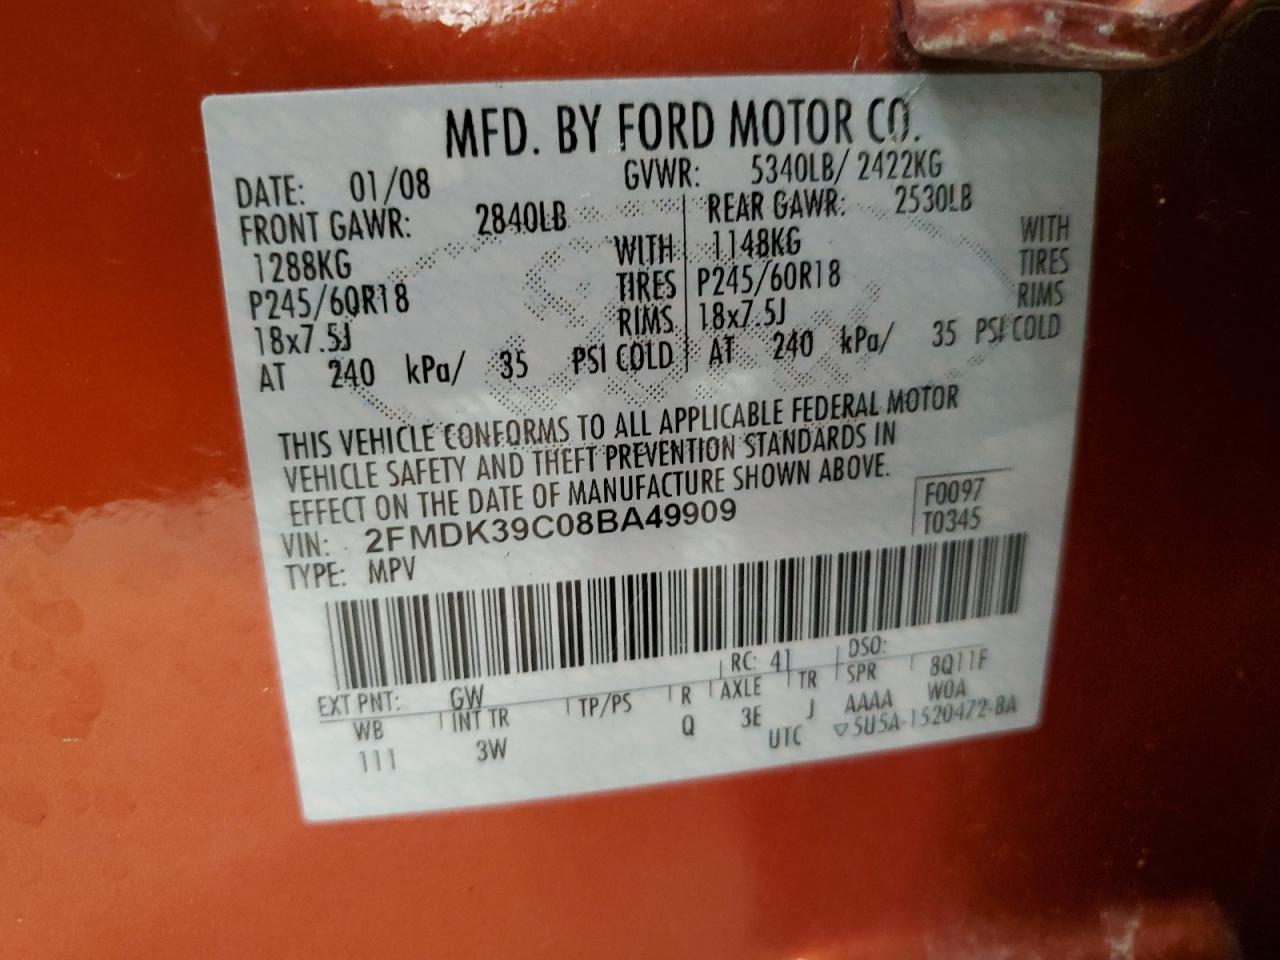 MFD. BY FORD MOTOR CO.
DATE: 01/08 GVWR: 5340LB/ 2422KG
FRONT GAWR: 2840LB REAR GAWR: 2530LB
1288KG WITH 1148KG WITH
P245/60R18 TIRES P245/60R18 TIRES
18x7.5J RIMS 18x7.5J RIMS
AT 240 kPa/ 35 PSI COLD AT 240 kPa/ 35 PSI COLD
THIS VEHICLE CONFORMS TO ALL APPLICABLE FEDERAL MOTOR
VEHICLE SAFETY AND THEFT PREVENTION STANDARDS IN
EFFECT ON THE DATE OF MANUFACTURE SHOWN ABOVE.
VIN: 2FMDK39C08BA49909 F0097
TYPE: MPV T0345
EXT PNT: GW RC: 41 DSO:
WB INT TR TP/PS R AXLE TR SPR 8Q11F
111 3W Q 3E J AAAA W0A
UTC ▽5U5A-1520472-BA